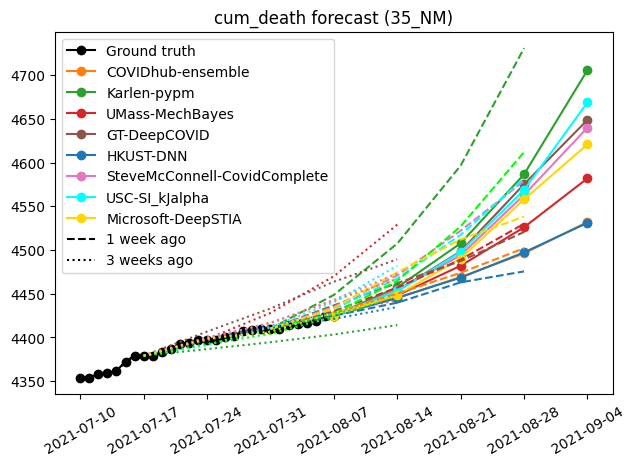 cum_death forecast (35_NM)
Ground truth
COVIDhub-ensemble
Karlen-pypm
UMass-MechBayes
GT-DeepCOVID
HKUST-DNN
SteveMcConnell-CovidComplete
USC-SI_kJalpha
Microsoft-DeepSTIA
1 week ago
3 weeks ago
4700
4650
4600
4550
4500
4450
4400
4350
2021-07-10
2021-07-17
2021-07-24
2021-07-31
2021-08-07
2021-08-14
2021-08-21
2021-08-28
2021-09-04